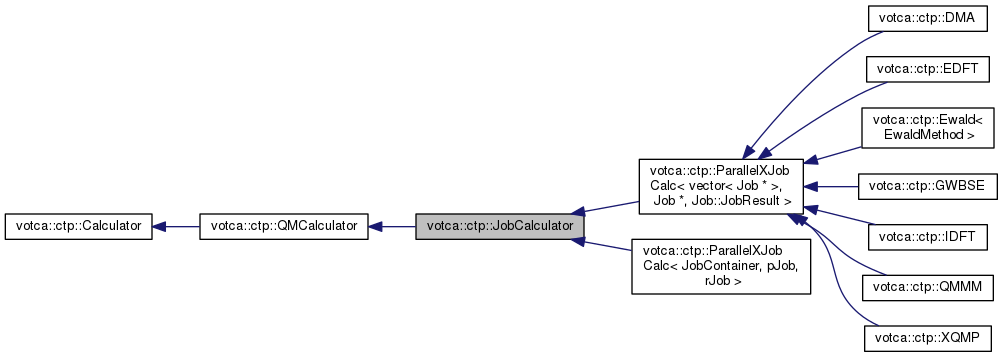 votca::ctp::Calculator
votca::ctp::QMCalculator
votca::ctp::JobCalculator
votca::ctp::ParallelXJob
Calc< vector< Job * >,
Job *, Job::JobResult >
votca::ctp::ParallelXJob
Calc< JobContainer, pJob,
rJob >
votca::ctp::DMA
votca::ctp::EDFT
votca::ctp::Ewald<
EwaldMethod >
votca::ctp::GWBSE
votca::ctp::IDFT
votca::ctp::QMMM
votca::ctp::XQMP